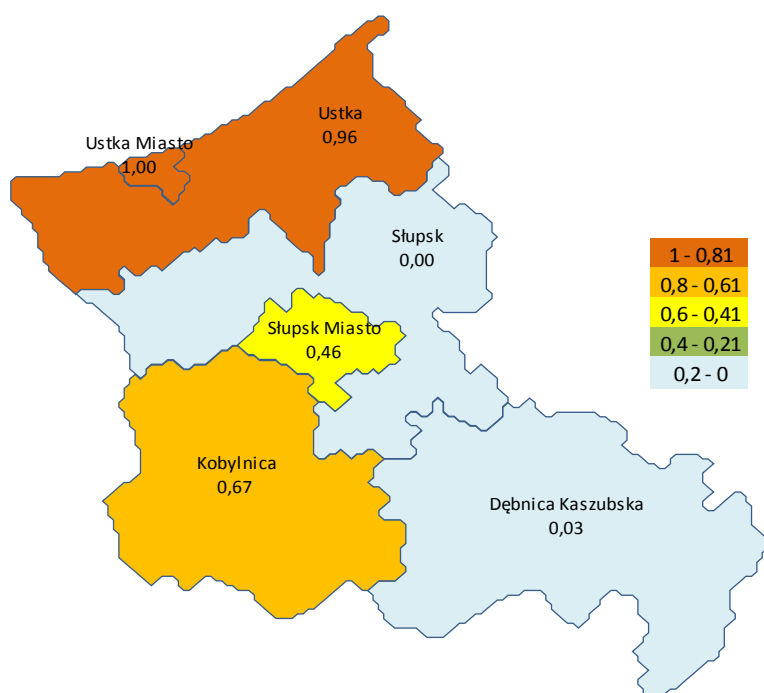 Ustka
0,96
Ustka Miasto
1,00
Słupsk
0,00
1 - 0,81
0,8 - 0,61
0,6 - 0,41
0,4 - 0,21
0,2 - 0
Słupsk Miasto
0,46
Kobylnica
0,67
Dębnica Kaszubska
0,03